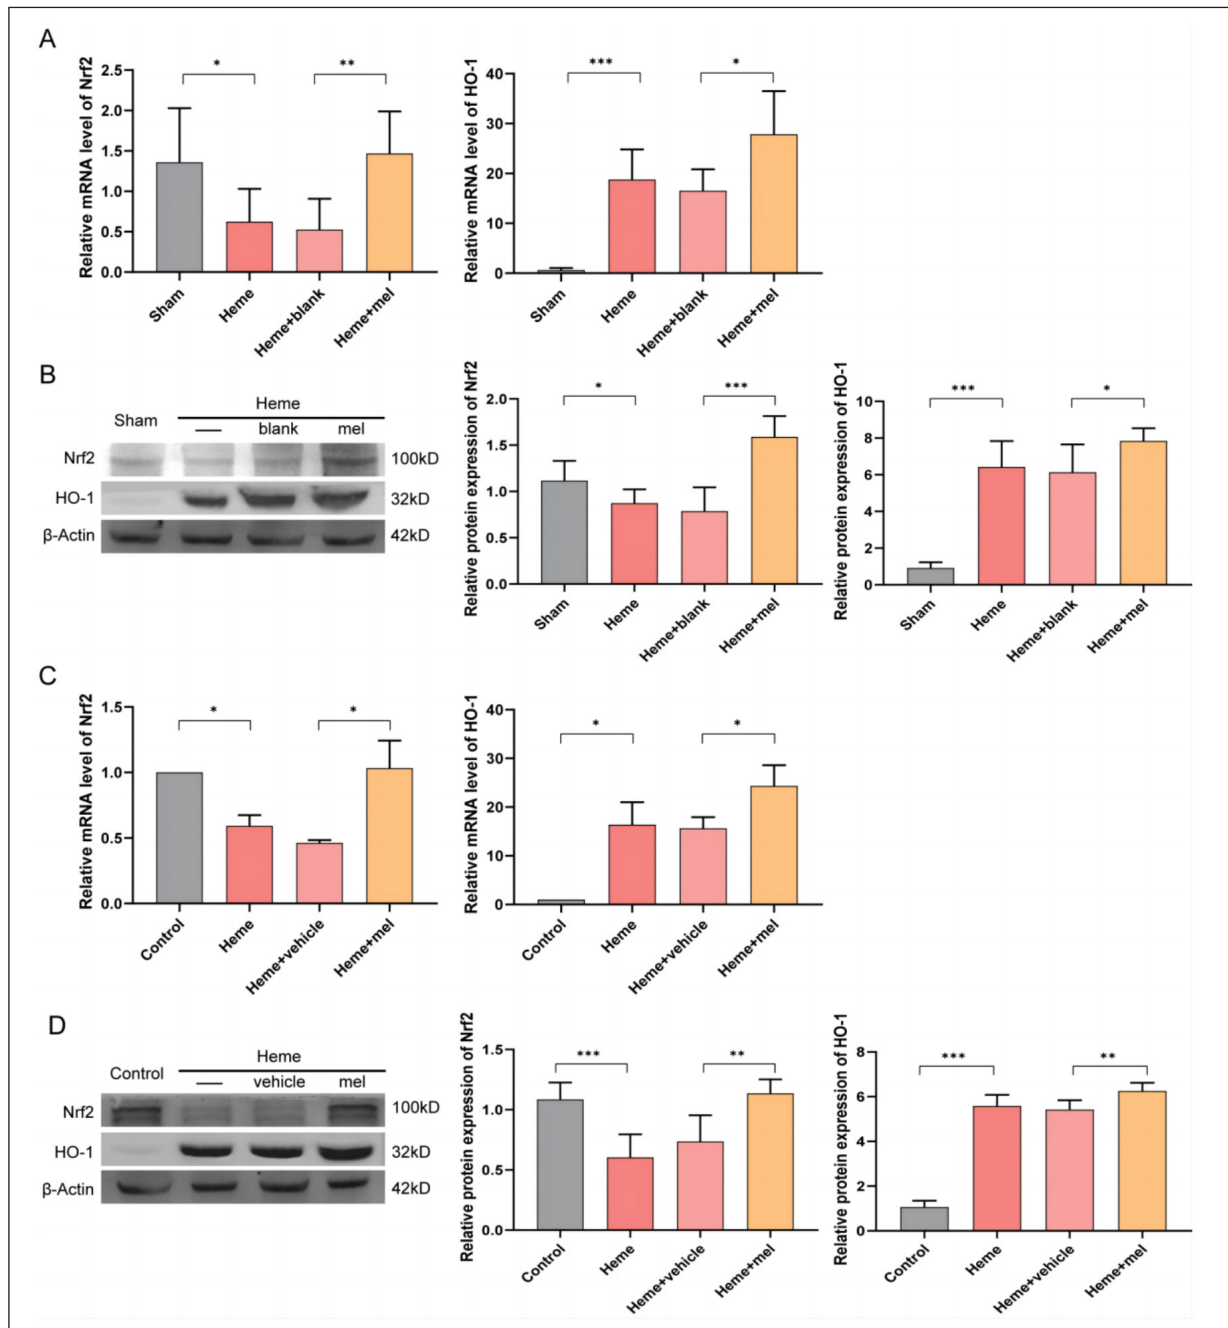 A
Relative mRNA level of Nrf2
2.5
2.0
1.5
1.0
0.5
0.0
*
**
Sham
Heme
Heme+blank
Heme+mel
Relative mRNA level of HO-1
40
30
20
10
0
***
*
Sham
Heme
Heme+blank
Heme+mel
B
Heme
Sham — blank mel
Nrf2 100kD
HO-1 32kD
β-Actin 42kD
Relative protein expression of Nrf2
2.0
1.5
1.0
0.5
0.0
*
***
Sham
Heme
Heme+blank
Heme+mel
Relative protein expression of HO-1
10
8
6
4
2
0
***
*
Sham
Heme
Heme+blank
Heme+mel
C
Relative mRNA level of Nrf2
1.5
1.0
0.5
0.0
*
*
Control
Heme
Heme+vehicle
Heme+mel
Relative mRNA level of HO-1
40
30
20
10
0
*
*
Control
Heme
Heme+vehicle
Heme+mel
D
Heme
Control — vehicle mel
Nrf2 100kD
HO-1 32kD
β-Actin 42kD
Relative protein expression of Nrf2
1.5
1.0
0.5
0.0
***
**
Control
Heme
Heme+vehicle
Heme+mel
Relative protein expression of HO-1
8
6
4
2
0
***
**
Control
Heme
Heme+vehicle
Heme+mel